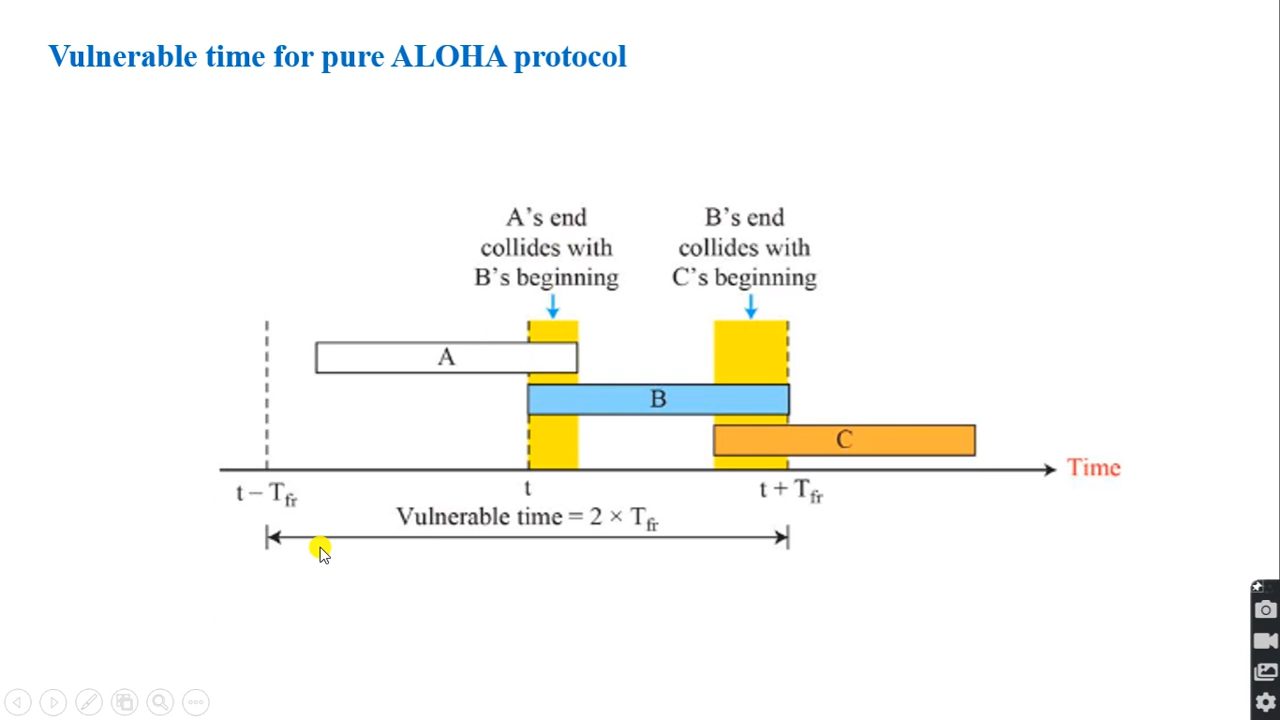 Vulnerable time for pure ALOHA protocol
A’s end
collides with
B’s beginning
B’s end
collides with
C’s beginning
A
B
C
Time
t – Tfr
t
t + Tfr
Vulnerable time = 2 × Tfr